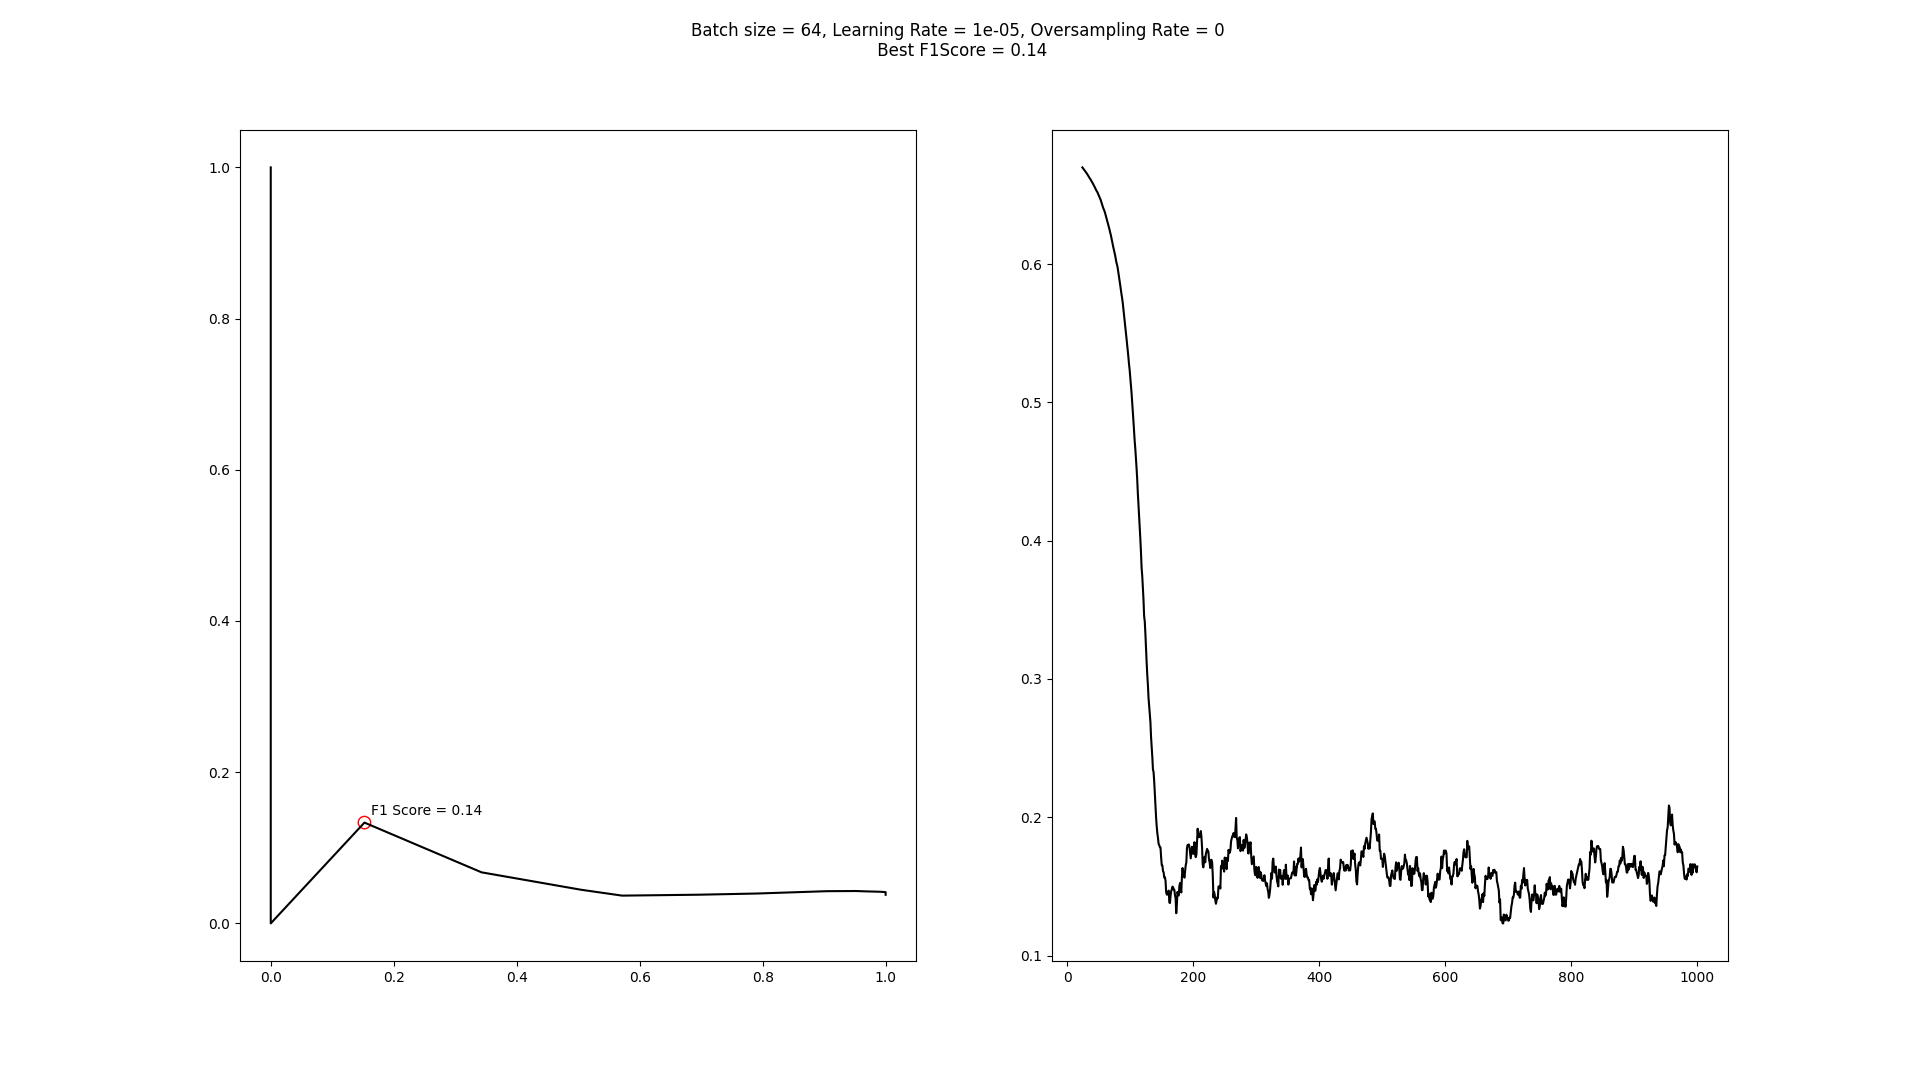 Batch size = 64, Learning Rate = 1e-05, Oversampling Rate = 0
Best F1Score = 0.14
1.0
0.8
0.6
0.4
0.2
0.0
F1 Score = 0.14
0.0 0.2 0.4 0.6 0.8 1.0
0.6
0.5
0.4
0.3
0.2
0.1
0 200 400 600 800 1000